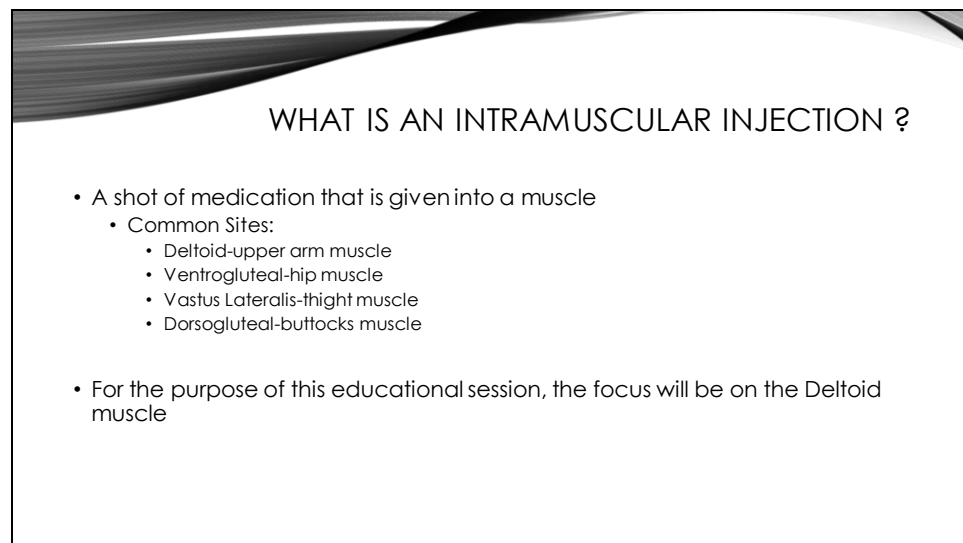 WHAT IS AN INTRAMUSCULAR INJECTION ?
• A shot of medication that is given into a muscle
• Common Sites:
• Deltoid-upper arm muscle
• Ventrogluteal-hip muscle
• Vastus Lateralis-thight muscle
• Dorsogluteal-buttocks muscle
• For the purpose of this educational session, the focus will be on the Deltoid
muscle